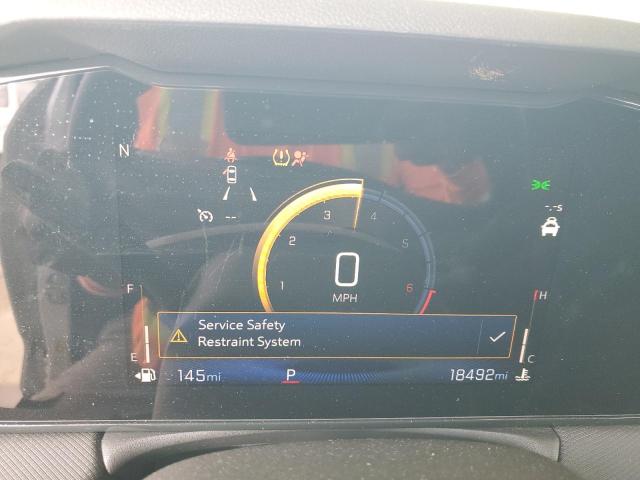 N
-- -.-s
3 4
2 5
0
1 6
MPH
F H
Service Safety
Restraint System
E C
145mi P 18492mi